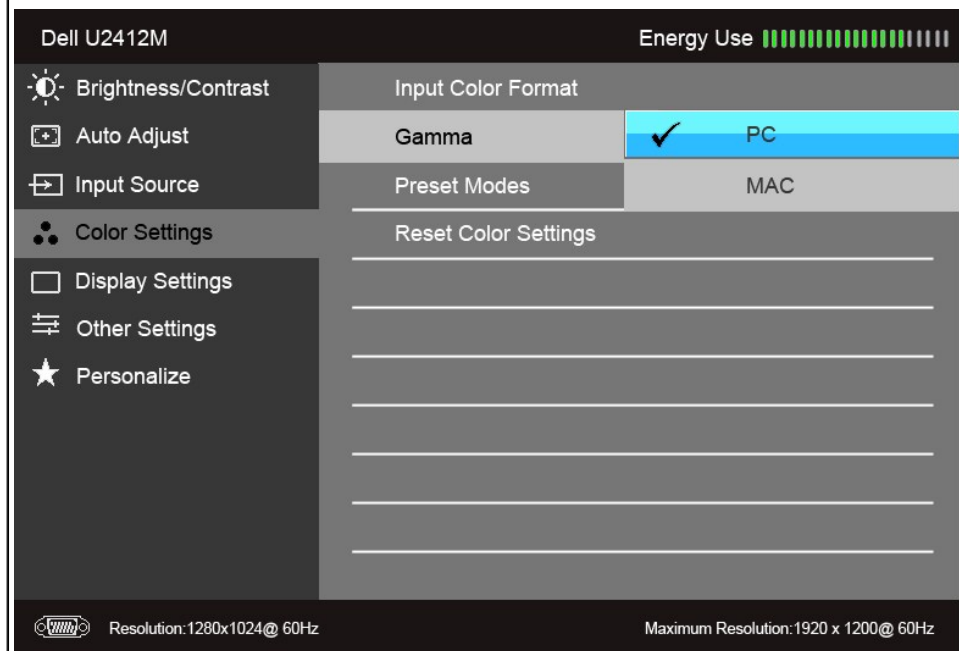 Dell U2412M
Energy Use
Brightness/Contrast
Auto Adjust
Input Source
Color Settings
Display Settings
Other Settings
Personalize
Input Color Format
Gamma
Preset Modes
Reset Color Settings
PC
MAC
Resolution:1280x1024@ 60Hz
Maximum Resolution:1920 x 1200@ 60Hz